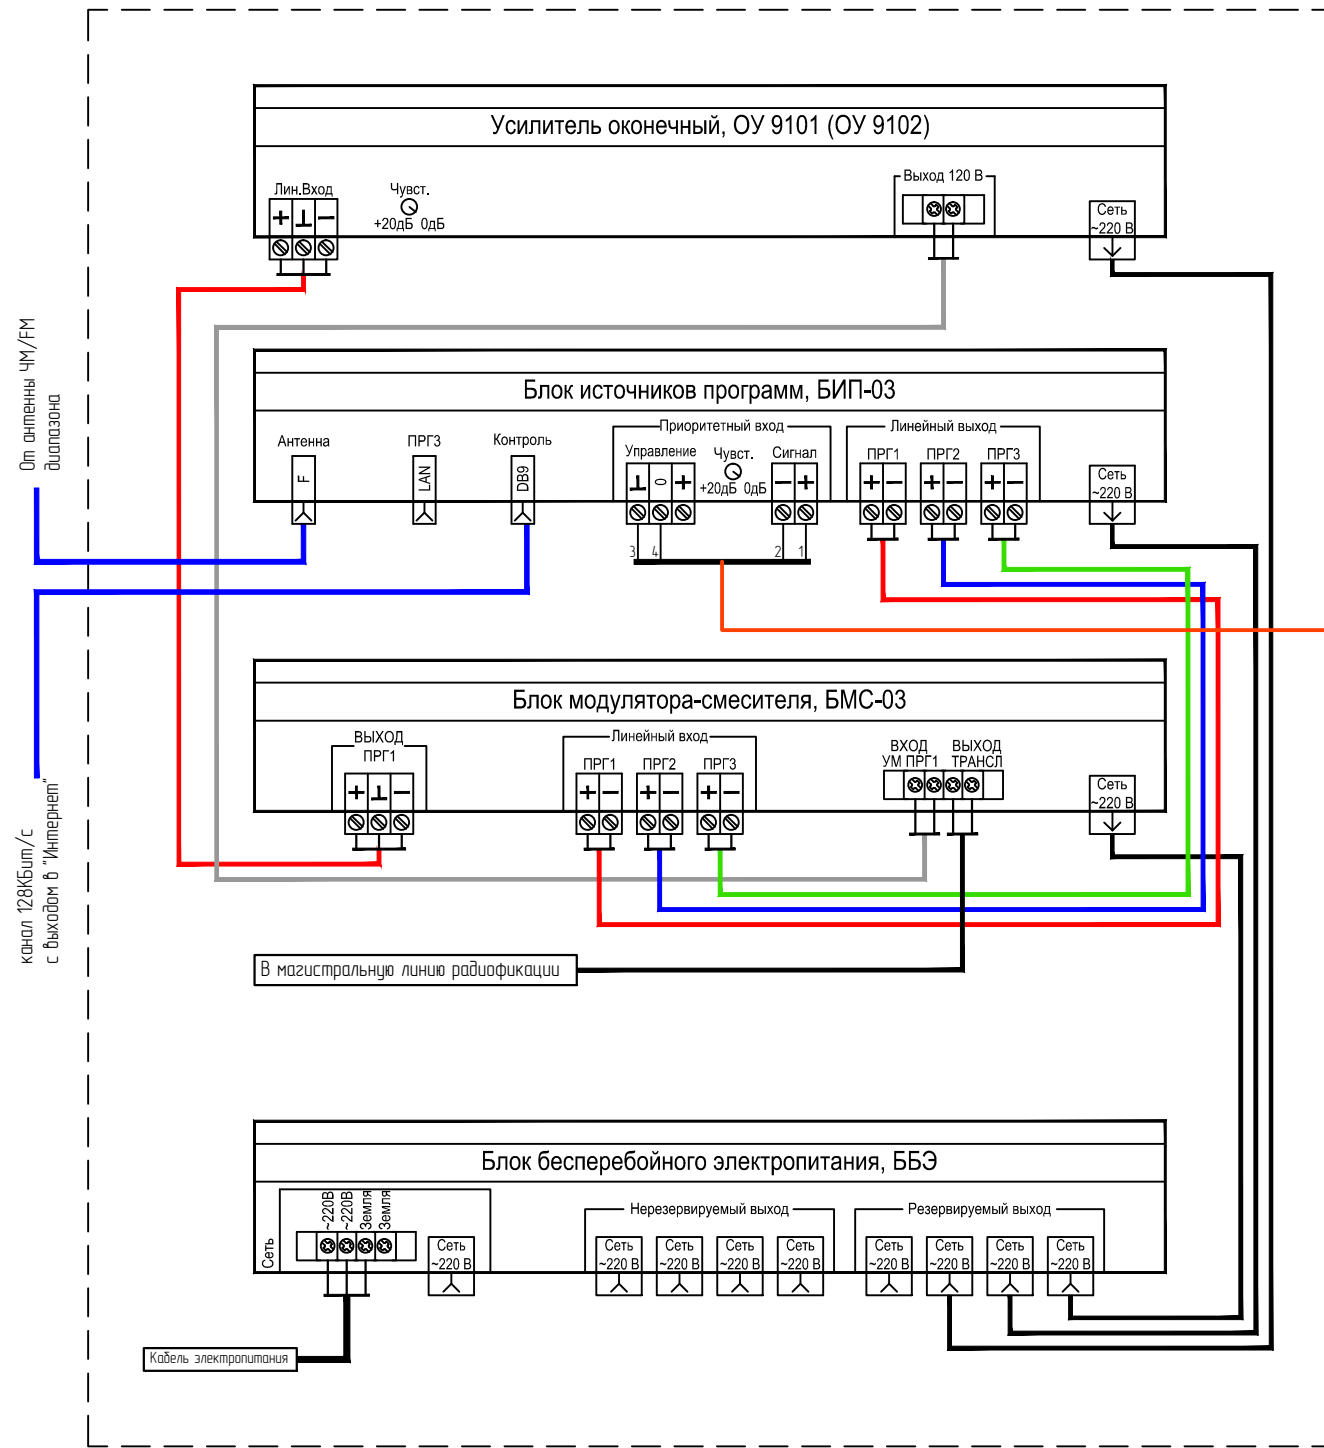 Усилитель оконечный, ОУ 9101 (ОУ 9102)
Лин.Вход
+ ⊥ −
Чувст.
+20дБ 0дБ
Выход 120 В
Сеть
~220 В
От антенны ЧМ/FM
диапазона
Блок источников программ, БИП-03
Антенна
F
ПРГ3
LAN
Контроль
DB9
Приоритетный вход
Управление
⊥ 0 +
Чувст.
+20дБ 0дБ
Сигнал
− +
Линейный выход
ПРГ1 ПРГ2 ПРГ3
+ − + − + −
Сеть
~220 В
3 4 2 1
Блок модулятора-смесителя, БМС-03
ВЫХОД
ПРГ1
+ ⊥ −
Линейный вход
ПРГ1 ПРГ2 ПРГ3
+ − + − + −
ВХОД
УМ ПРГ1
ВЫХОД
ТРАНСЛ
Сеть
~220 В
канал 128КБит/с
с выходом в "Интернет"
В магистральную линию радиофикации
Блок бесперебойного электропитания, ББЭ
Сеть
~220В
~220В
Земля
Земля
Сеть
~220 В
Нерезервируемый выход
Сеть
~220 В
Сеть
~220 В
Сеть
~220 В
Сеть
~220 В
Резервируемый выход
Сеть
~220 В
Сеть
~220 В
Сеть
~220 В
Сеть
~220 В
Кабель электропитания